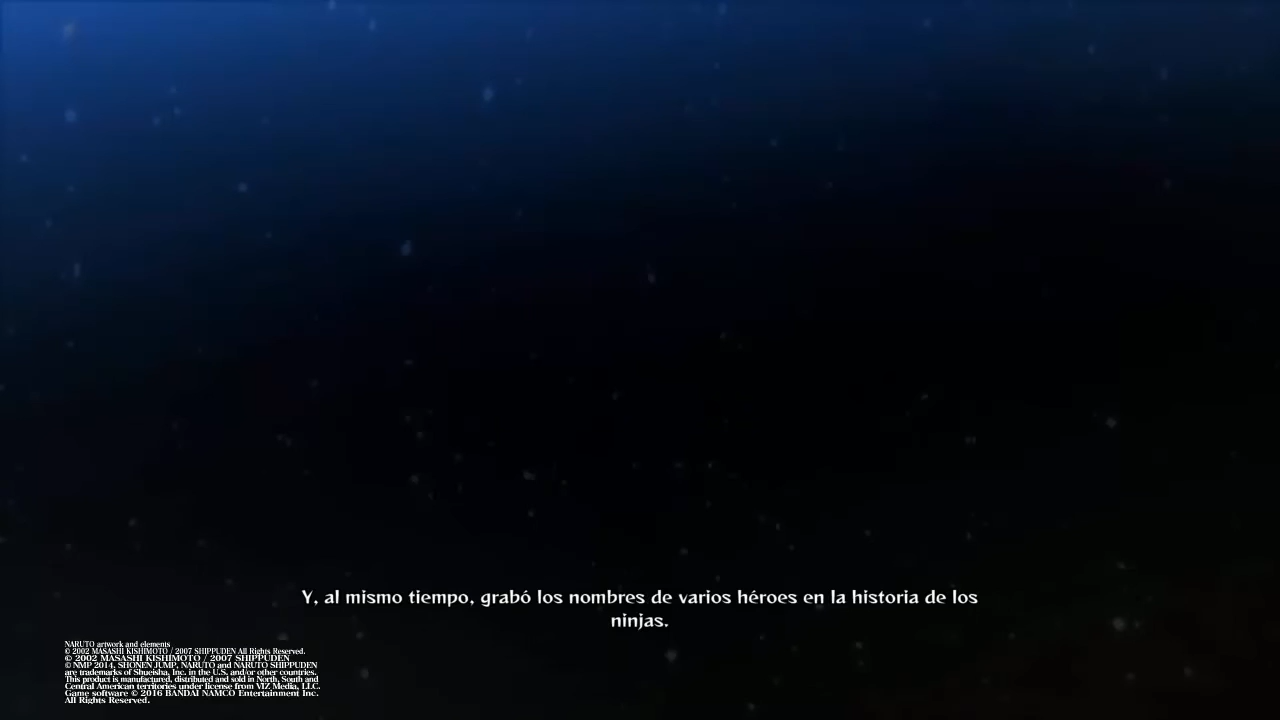 Y, al mismo tiempo, grabó los nombres de varios héroes en la historia de los
ninjas.
NARUTO artwork and elements
© 2002 MASASHI KISHIMOTO / 2007 SHIPPUDEN All Rights Reserved.
© 2002 MASASHI KISHIMOTO / 2007 SHIPPUDEN
© NMP 2014. SHONEN JUMP, NARUTO and NARUTO SHIPPUDEN
are trademarks of Shueisha, Inc. in the U.S. and/or other countries.
This product is manufactured, distributed and sold in North, South and
Central American territories under license from VIZ Media, LLC.
Game software © 2016 BANDAI NAMCO Entertainment Inc.
All Rights Reserved.